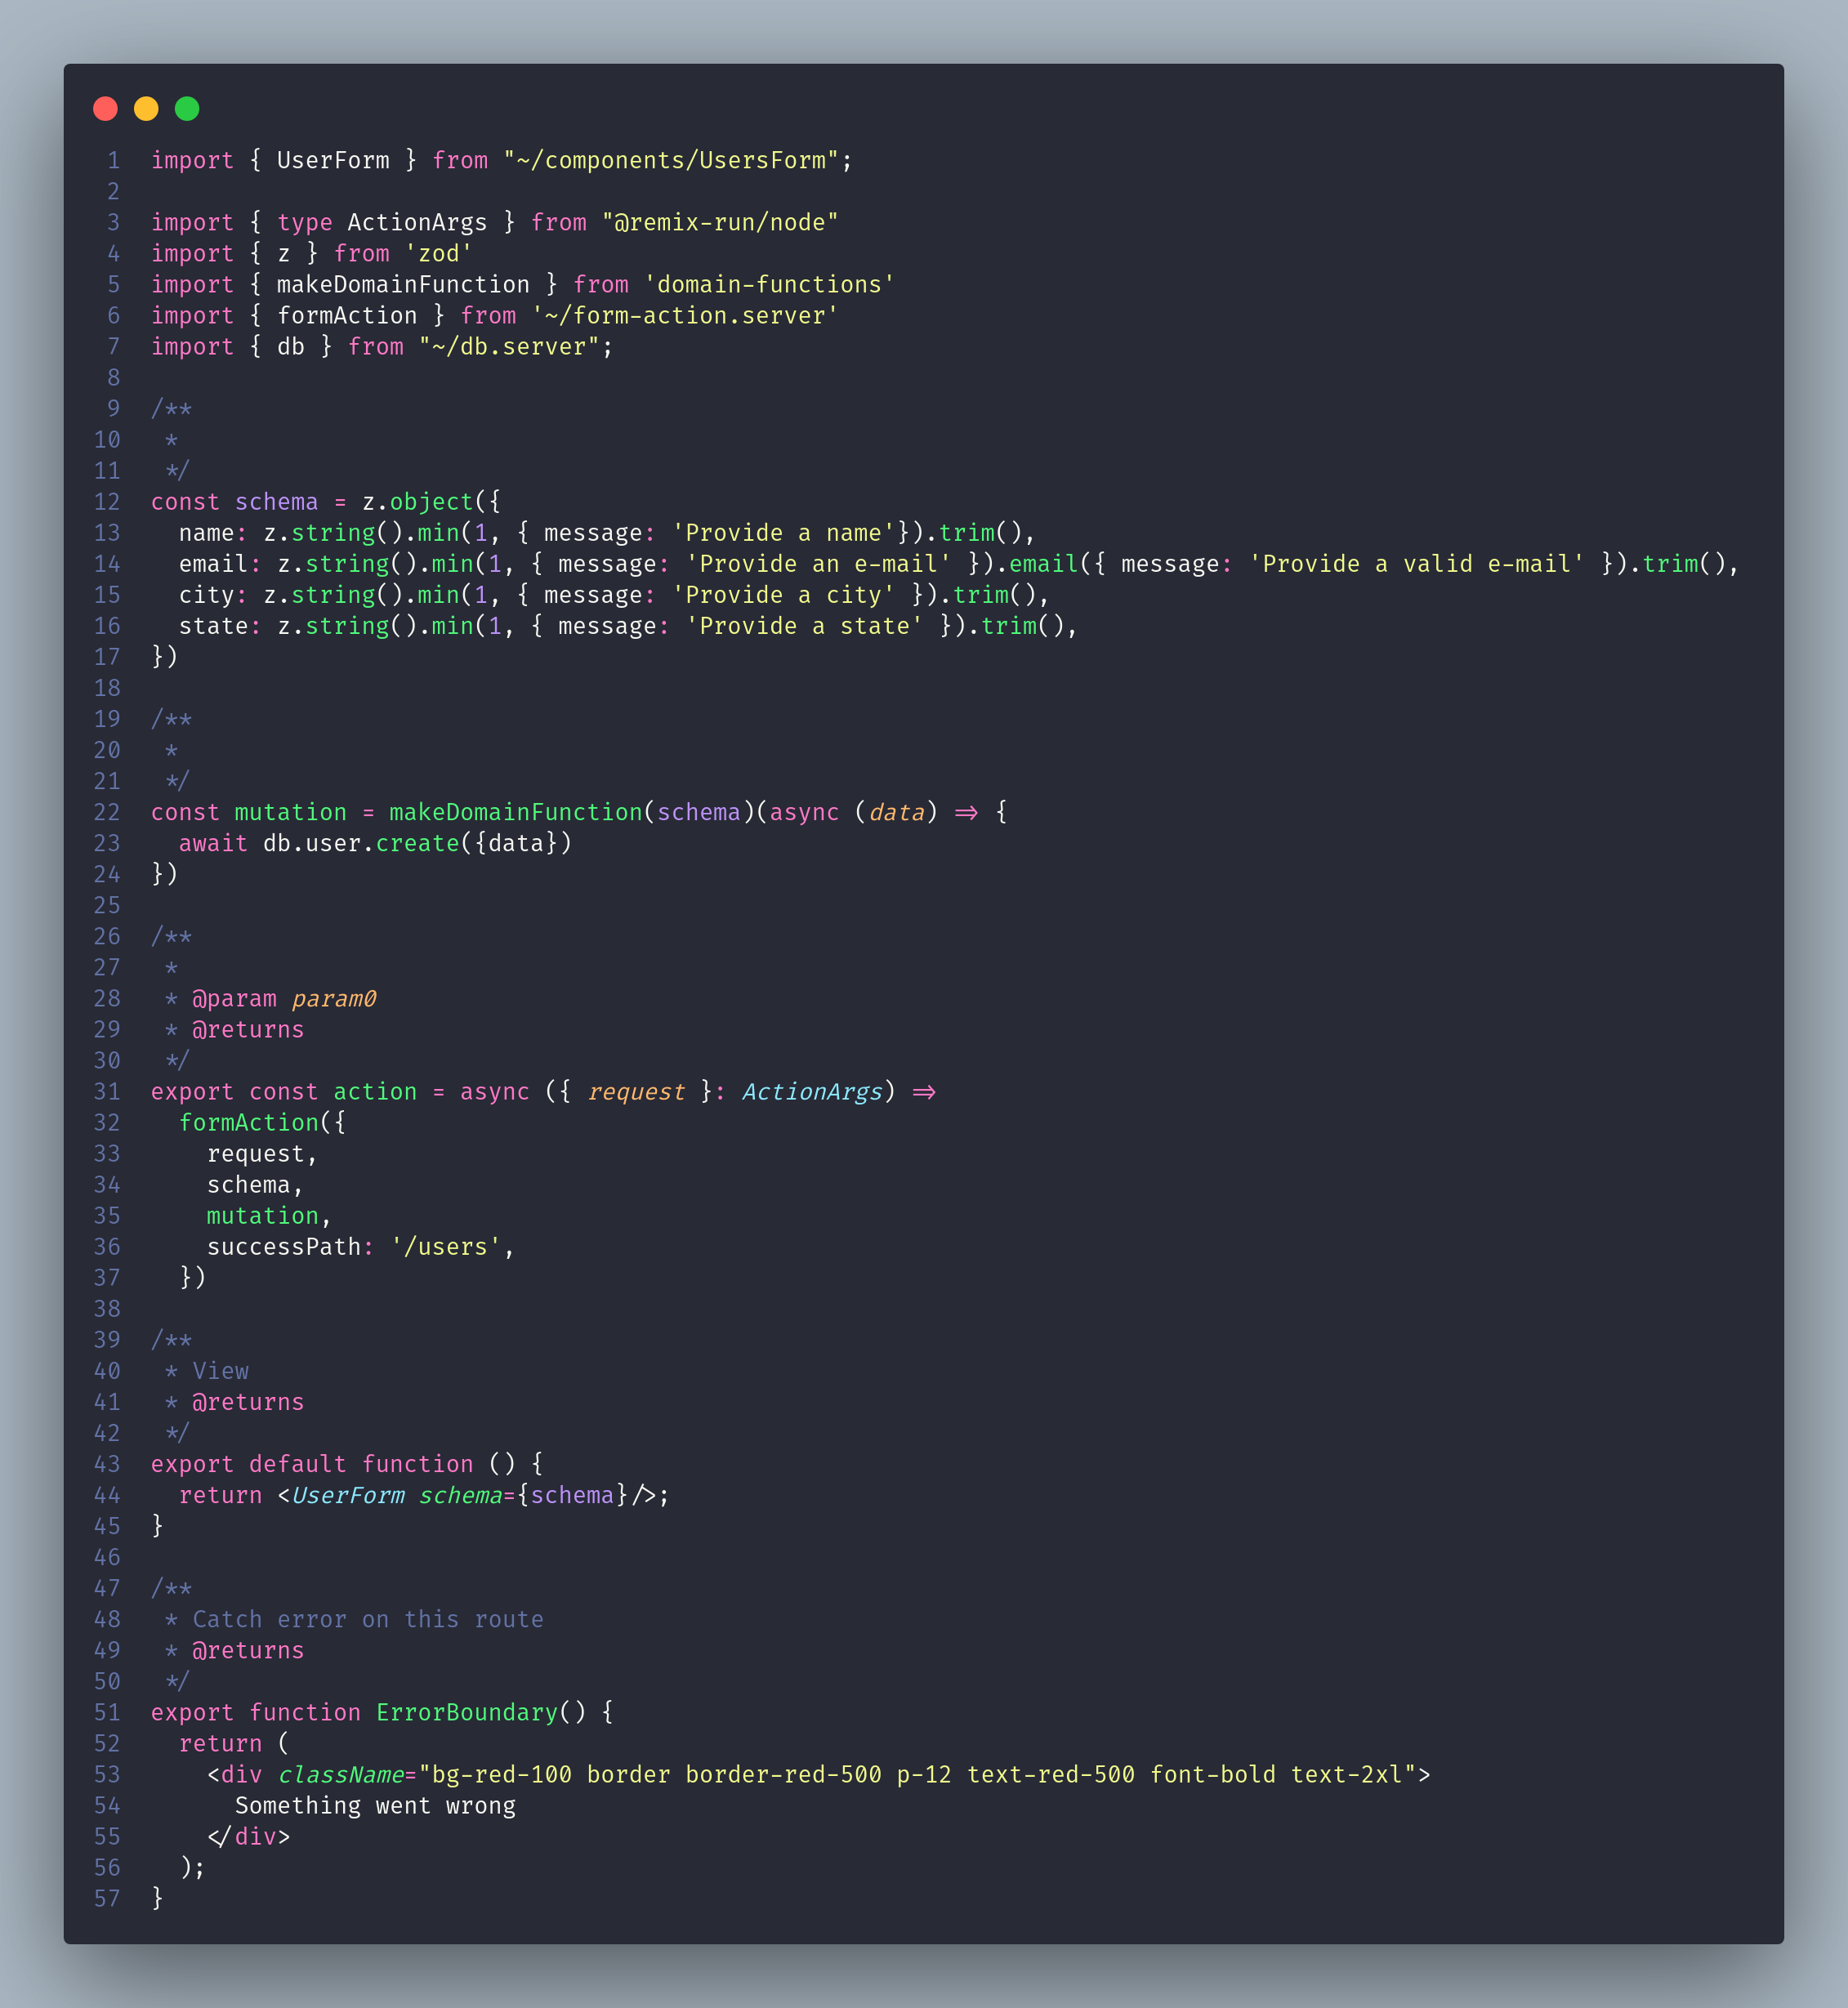 1 import { UserForm } from "~/components/UsersForm";
2
3 import { type ActionArgs } from "@remix-run/node"
4 import { z } from 'zod'
5 import { makeDomainFunction } from 'domain-functions'
6 import { formAction } from '~/form-action.server'
7 import { db } from "~/db.server";
8
9 /**
10  *
11  */
12 const schema = z.object({
13   name: z.string().min(1, { message: 'Provide a name'}).trim(),
14   email: z.string().min(1, { message: 'Provide an e-mail' }).email({ message: 'Provide a valid e-mail' }).trim(),
15   city: z.string().min(1, { message: 'Provide a city' }).trim(),
16   state: z.string().min(1, { message: 'Provide a state' }).trim(),
17 })
18
19 /**
20  *
21  */
22 const mutation = makeDomainFunction(schema)(async (data) => {
23   await db.user.create({data})
24 })
25
26 /**
27  *
28  * @param param0
29  * @returns
30  */
31 export const action = async ({ request }: ActionArgs) =>
32   formAction({
33     request,
34     schema,
35     mutation,
36     successPath: '/users',
37   })
38
39 /**
40  * View
41  * @returns
42  */
43 export default function () {
44   return <UserForm schema={schema}/>;
45 }
46
47 /**
48  * Catch error on this route
49  * @returns
50  */
51 export function ErrorBoundary() {
52   return (
53     <div className="bg-red-100 border border-red-500 p-12 text-red-500 font-bold text-2xl">
54       Something went wrong
55     </div>
56   );
57 }